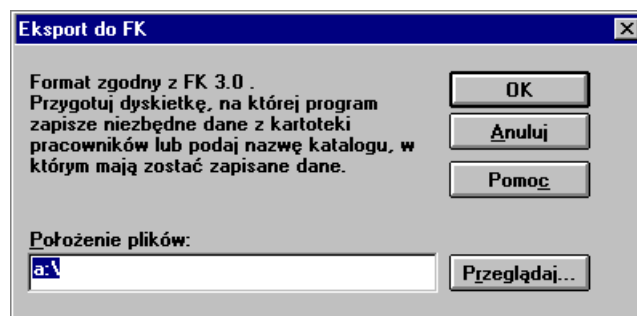 Eksport do FK
Format zgodny z FK 3.0 .
Przygotuj dyskietkę, na której program
zapisze niezbędne dane z kartoteki
pracowników lub podaj nazwę katalogu, w
którym mają zostać zapisane dane.
OK
Anuluj
Pomoc
Położenie plików:
a:\
Przeglądaj...